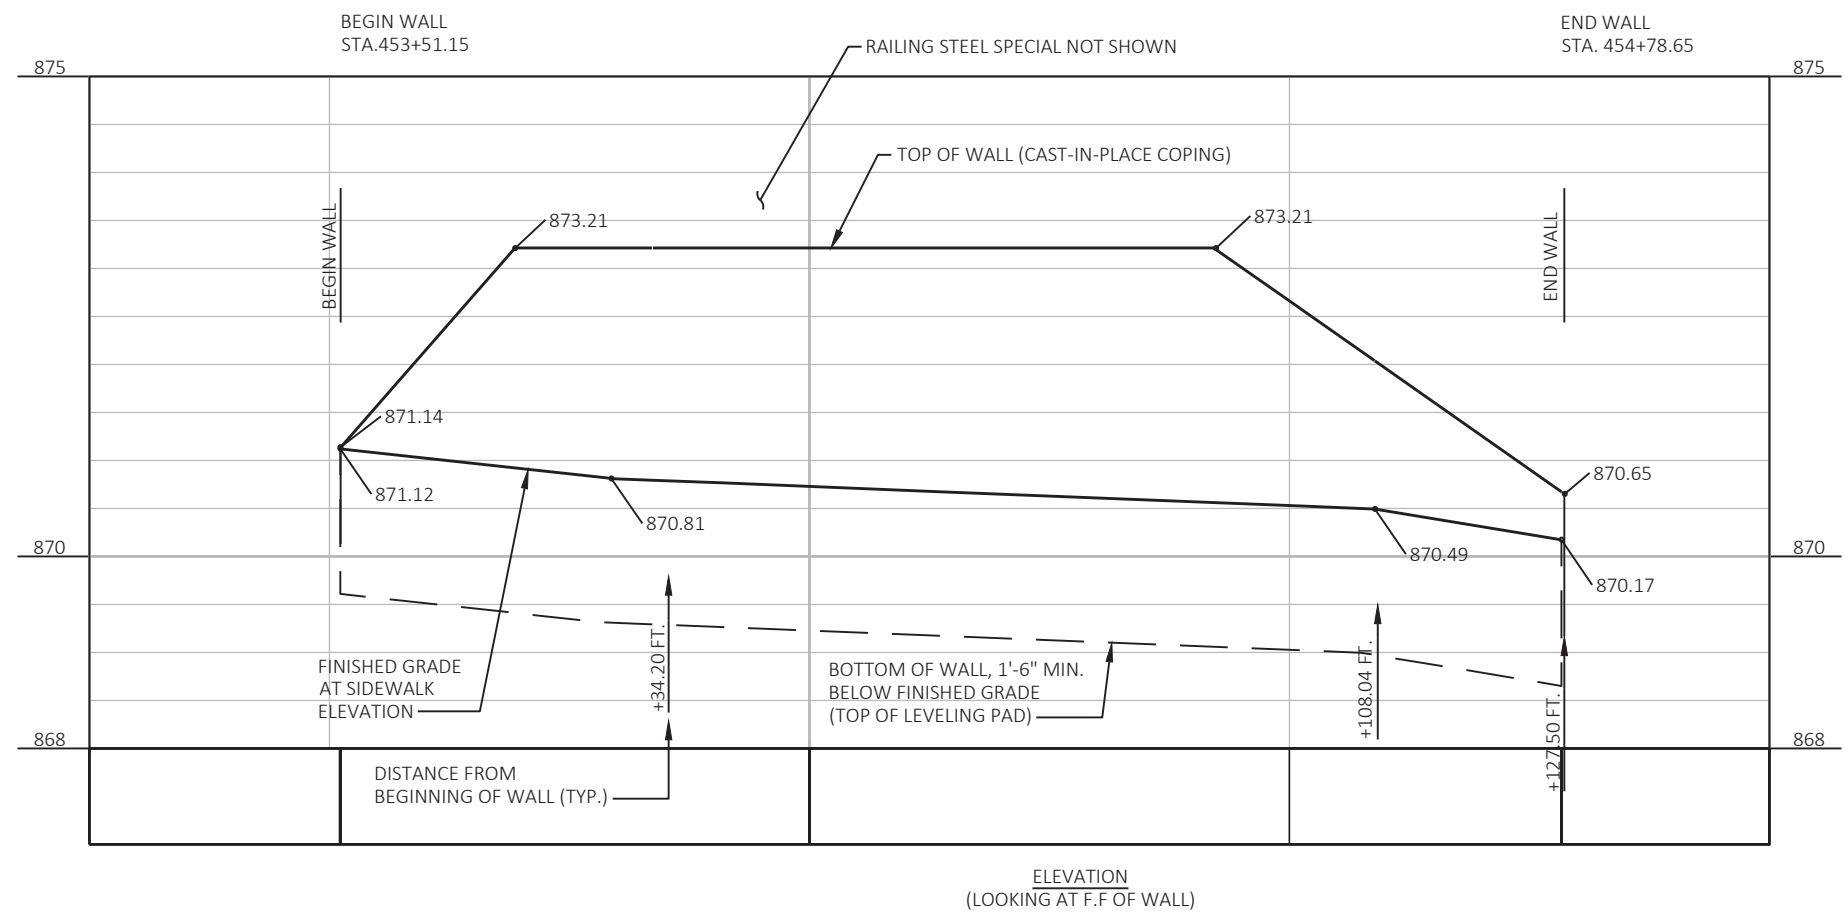 BEGIN WALL
STA.453+51.15
END WALL
STA. 454+78.65
RAILING STEEL SPECIAL NOT SHOWN
875
875
TOP OF WALL (CAST-IN-PLACE COPING)
BEGIN WALL
873.21
873.21
END WALL
871.14
871.12
870.81
870.65
870.49
870
870
870.17
FINISHED GRADE
AT SIDEWALK
ELEVATION
+34.20 FT.
BOTTOM OF WALL, 1'-6" MIN.
BELOW FINISHED GRADE
(TOP OF LEVELING PAD)
+108.04 FT.
+127.50 FT.
868
868
DISTANCE FROM
BEGINNING OF WALL (TYP.)
ELEVATION
(LOOKING AT F.F OF WALL)